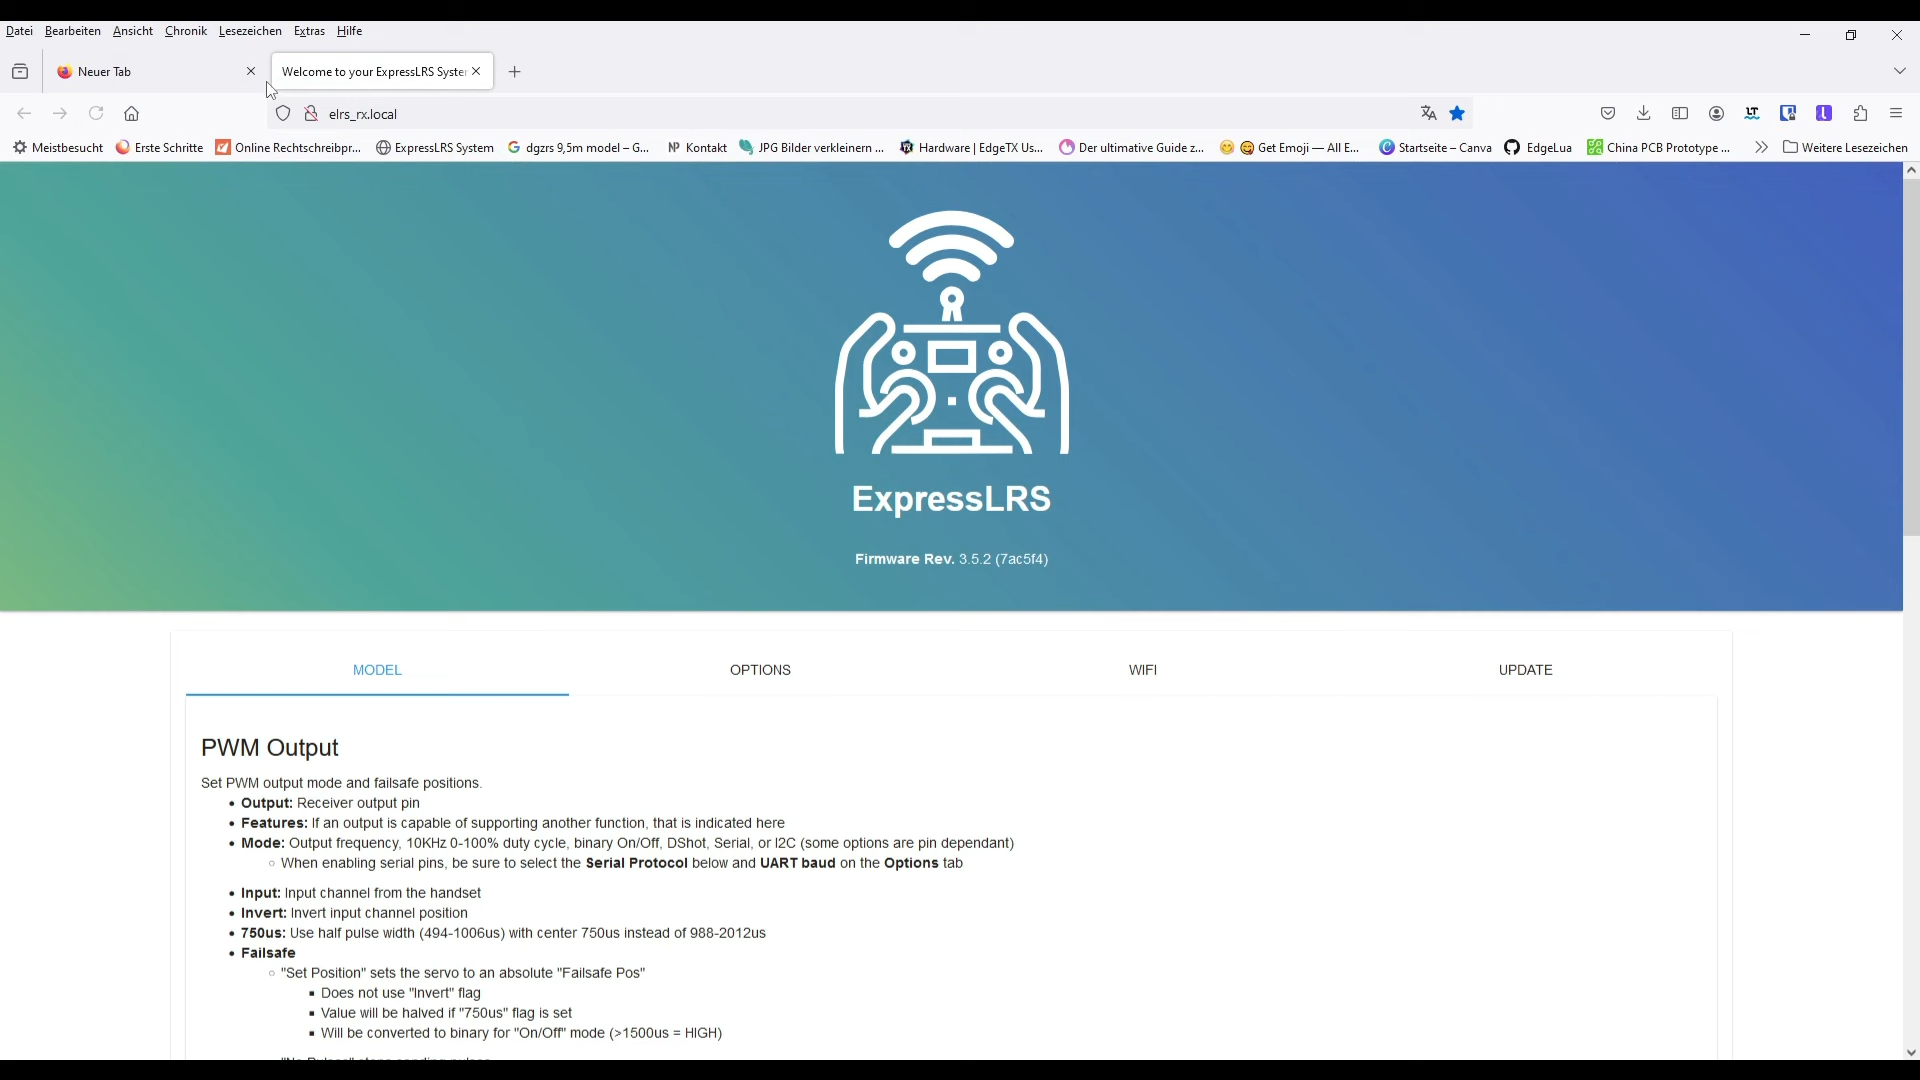 Datei Bearbeiten Ansicht Chronik Lesezeichen Extras Hilfe
Neuer Tab Welcome to your ExpressLRS Syste
elrs_rx.local
Meistbesucht Erste Schritte Online Rechtschreibpr... ExpressLRS System dgzrs 9,5m model – G... Kontakt JPG Bilder verkleinern ... Hardware | EdgeTX Us... Der ultimative Guide z... Get Emoji — All E... Startseite – Canva EdgeLua China PCB Prototype ... Weitere Lesezeichen
ExpressLRS
Firmware Rev. 3.5.2 (7ac5f4)
MODEL OPTIONS WIFI UPDATE
PWM Output
Set PWM output mode and failsafe positions.
• Output: Receiver output pin
• Features: If an output is capable of supporting another function, that is indicated here
• Mode: Output frequency, 10KHz 0-100% duty cycle, binary On/Off, DShot, Serial, or I2C (some options are pin dependant)
◦ When enabling serial pins, be sure to select the Serial Protocol below and UART baud on the Options tab
• Input: Input channel from the handset
• Invert: Invert input channel position
• 750us: Use half pulse width (494-1006us) with center 750us instead of 988-2012us
• Failsafe
◦ "Set Position" sets the servo to an absolute "Failsafe Pos"
▪ Does not use "Invert" flag
▪ Value will be halved if "750us" flag is set
▪ Will be converted to binary for "On/Off" mode (>1500us = HIGH)